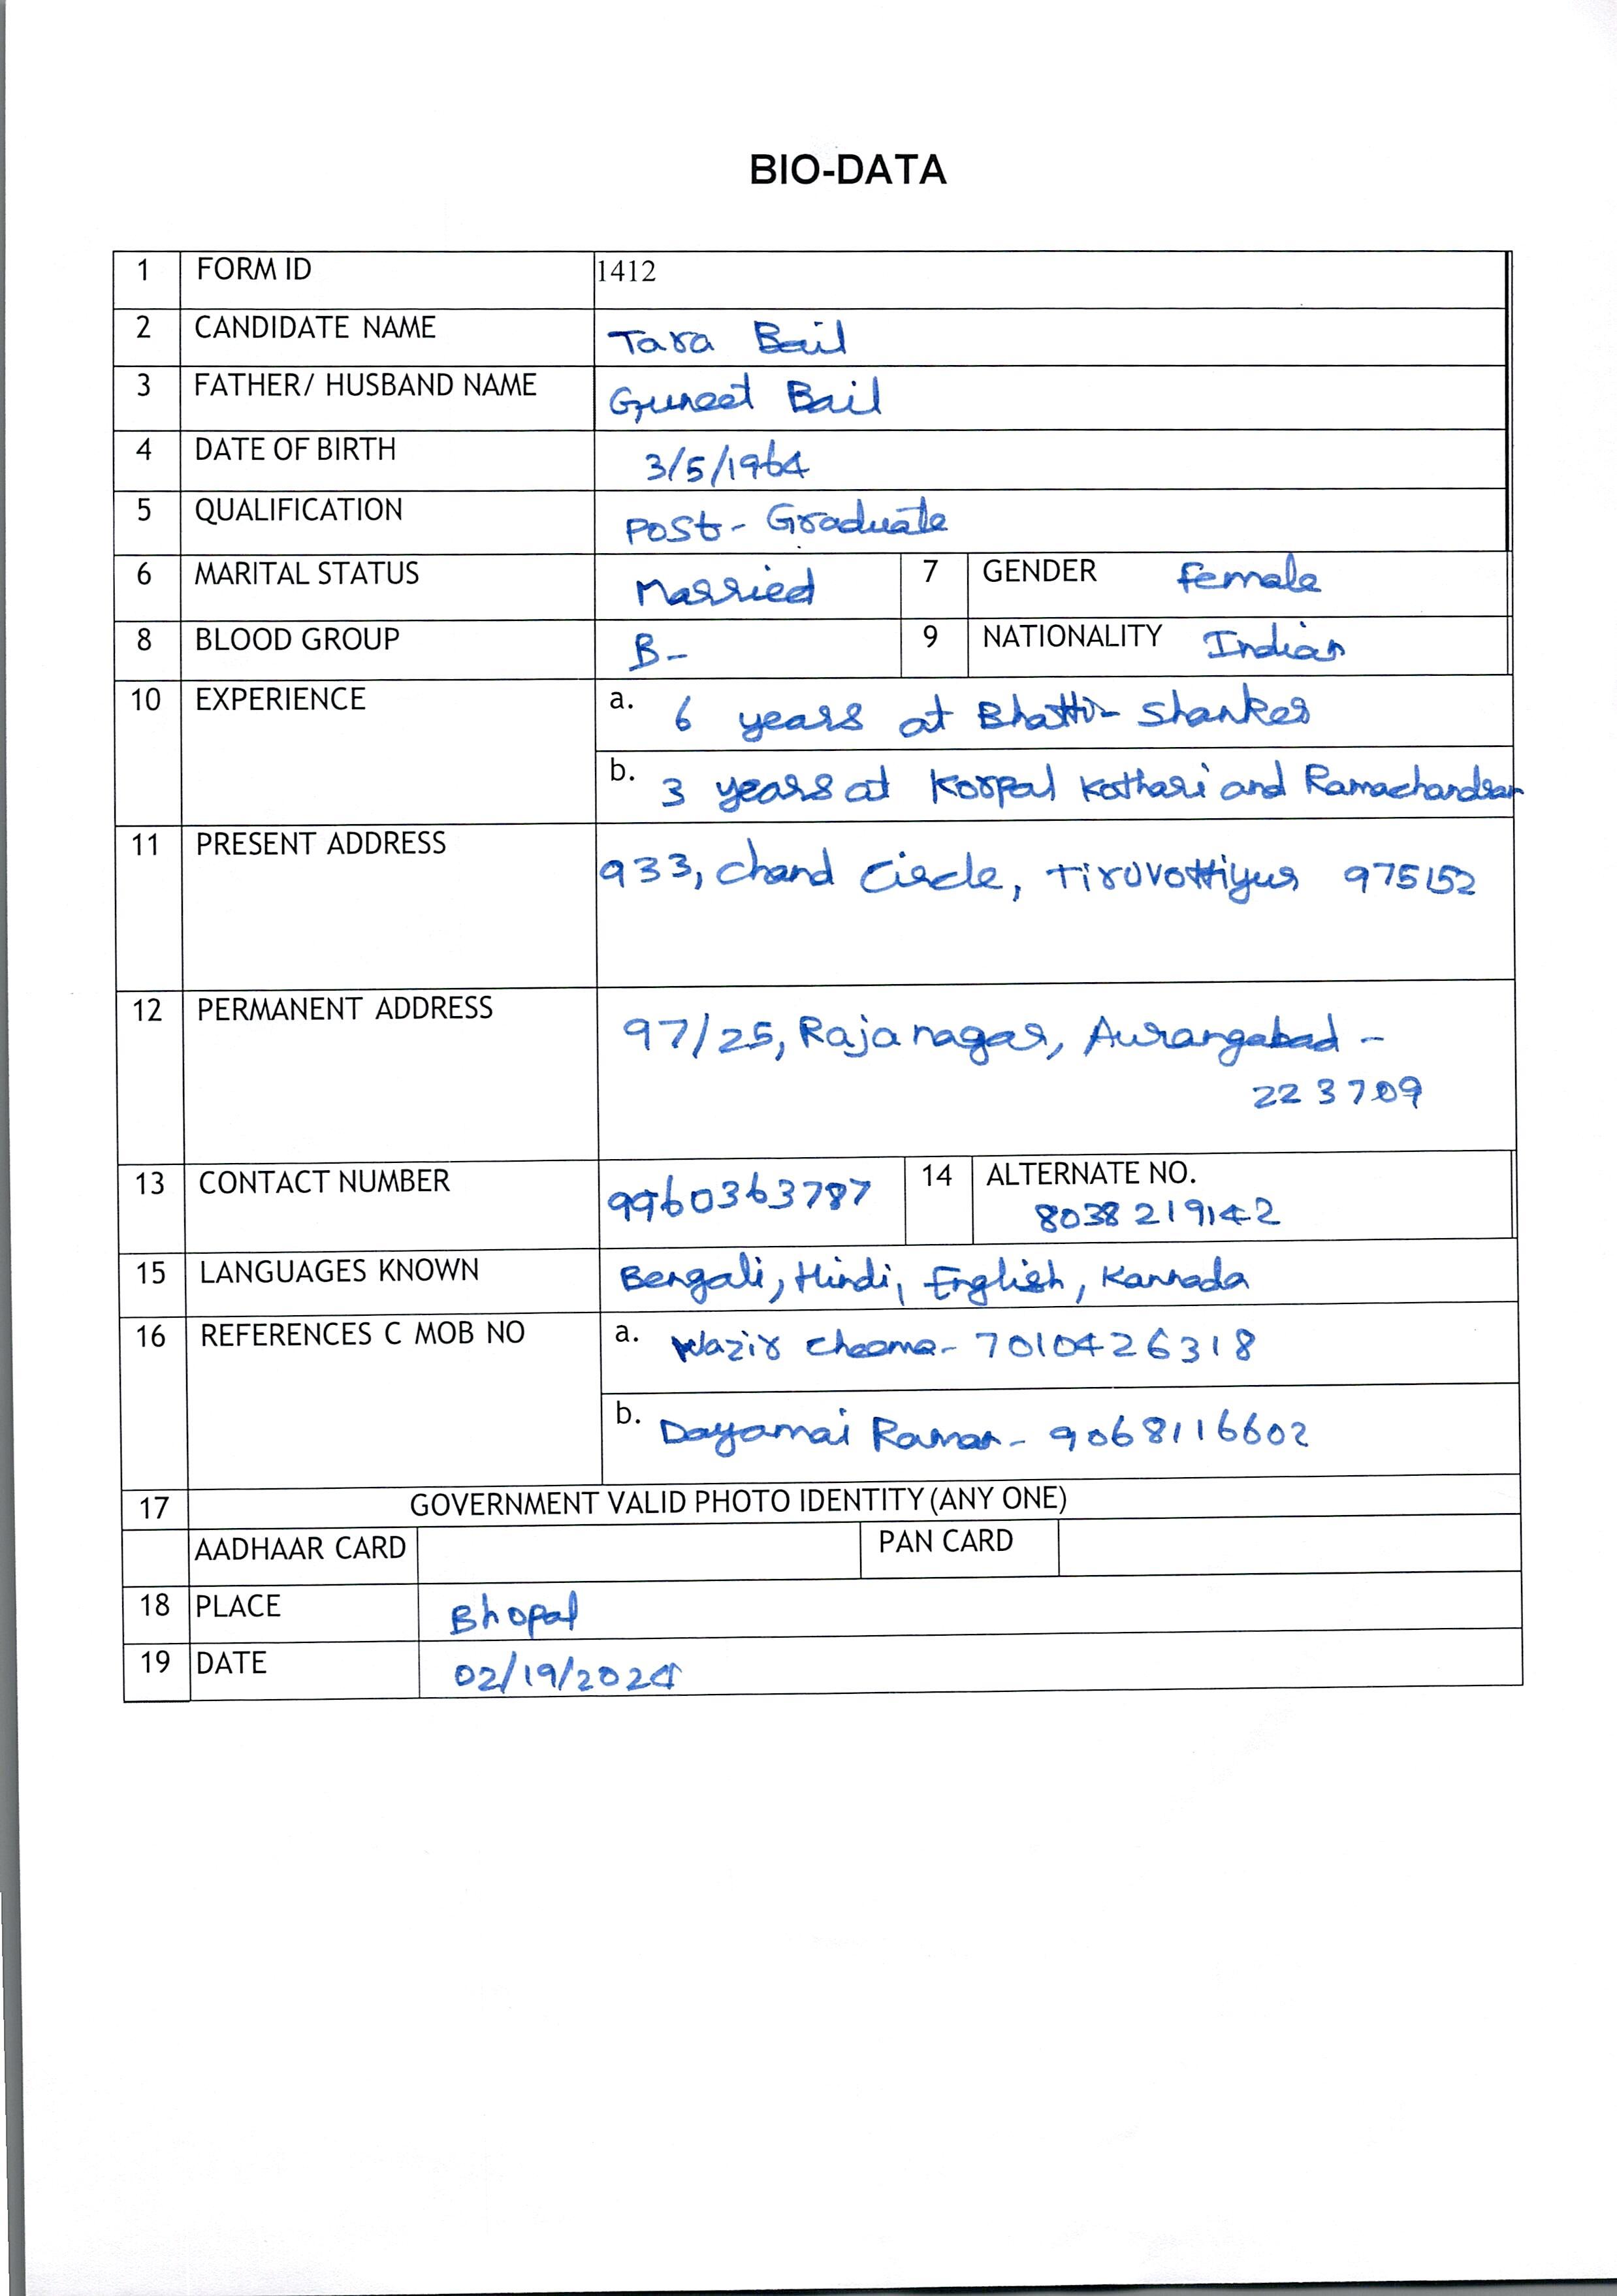 BIO-DATA
1 FORM ID 1412
2 CANDIDATE NAME Tara Bail
3 FATHER/ HUSBAND NAME Guneet Bail
4 DATE OF BIRTH 3/5/1964
5 QUALIFICATION Post-Graduate
6 MARITAL STATUS Married 7 GENDER Female
8 BLOOD GROUP B- 9 NATIONALITY Indian
10 EXPERIENCE a. 6 years at Bhatti-Shanker
b. 3 years at Koopal Kothari and Ramachandran
11 PRESENT ADDRESS 933, Chand Circle, Tiruvottiyur 975152
12 PERMANENT ADDRESS 97/25, Raja nagar, Aurangabad -
223709
13 CONTACT NUMBER 9960363787 14 ALTERNATE NO.
8038219142
15 LANGUAGES KNOWN Bengali, Hindi, English, Kannada
16 REFERENCES C MOB NO a. Wazir Cheema- 7010426318
b. Dayamai Raman- 9068116602
17 GOVERNMENT VALID PHOTO IDENTITY (ANY ONE)
AADHAAR CARD PAN CARD
18 PLACE Bhopal
19 DATE 02/19/2024